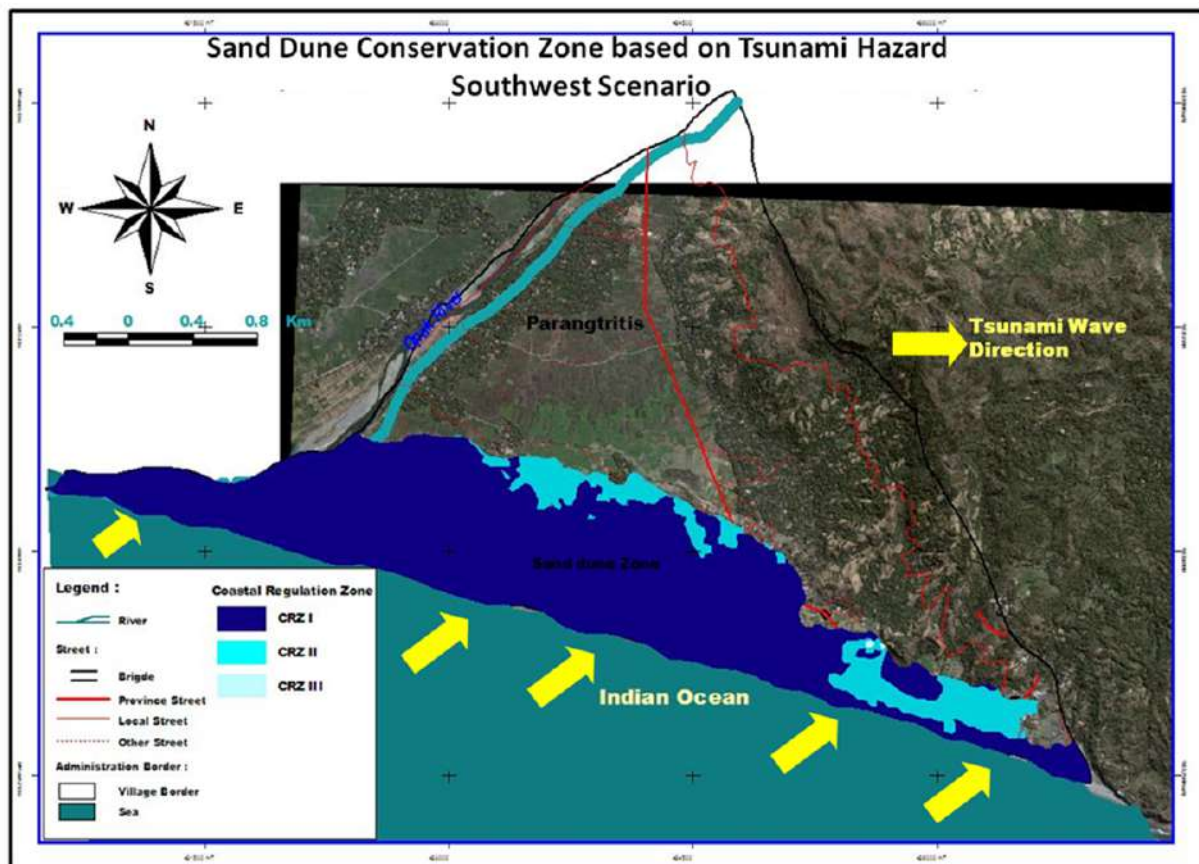 Sand Dune Conservation Zone based on Tsunami Hazard
Southwest Scenario
N
W E
S
0.4 0 0.4 0.8 Km
Parangtritis
Tsunami Wave
Direction
Sand dune Zone
Indian Ocean
Legend :
River
Street :
Brigde
Province Street
Local Street
Other Street
Administration Border :
Village Border
Sea
Coastal Regulation Zone
CRZ I
CRZ II
CRZ III